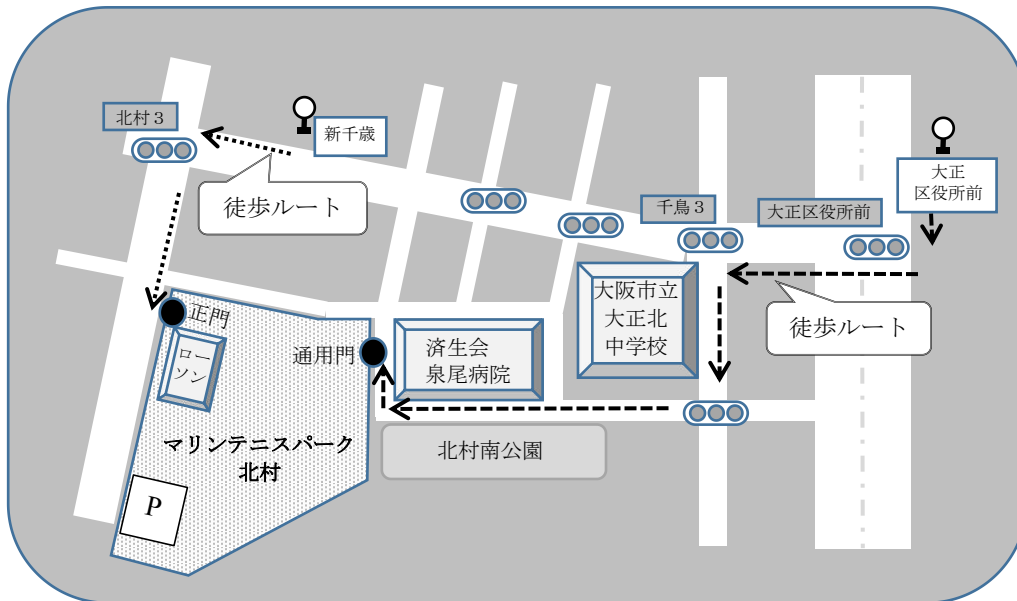 北村３
新千歳
徒歩ルート
千鳥３
大正区役所前
大正
区役所前
大阪市立
大正北
中学校
徒歩ルート
正門
ローソン
通用門
済生会
泉尾病院
マリンテニスパーク
北村
北村南公園
P